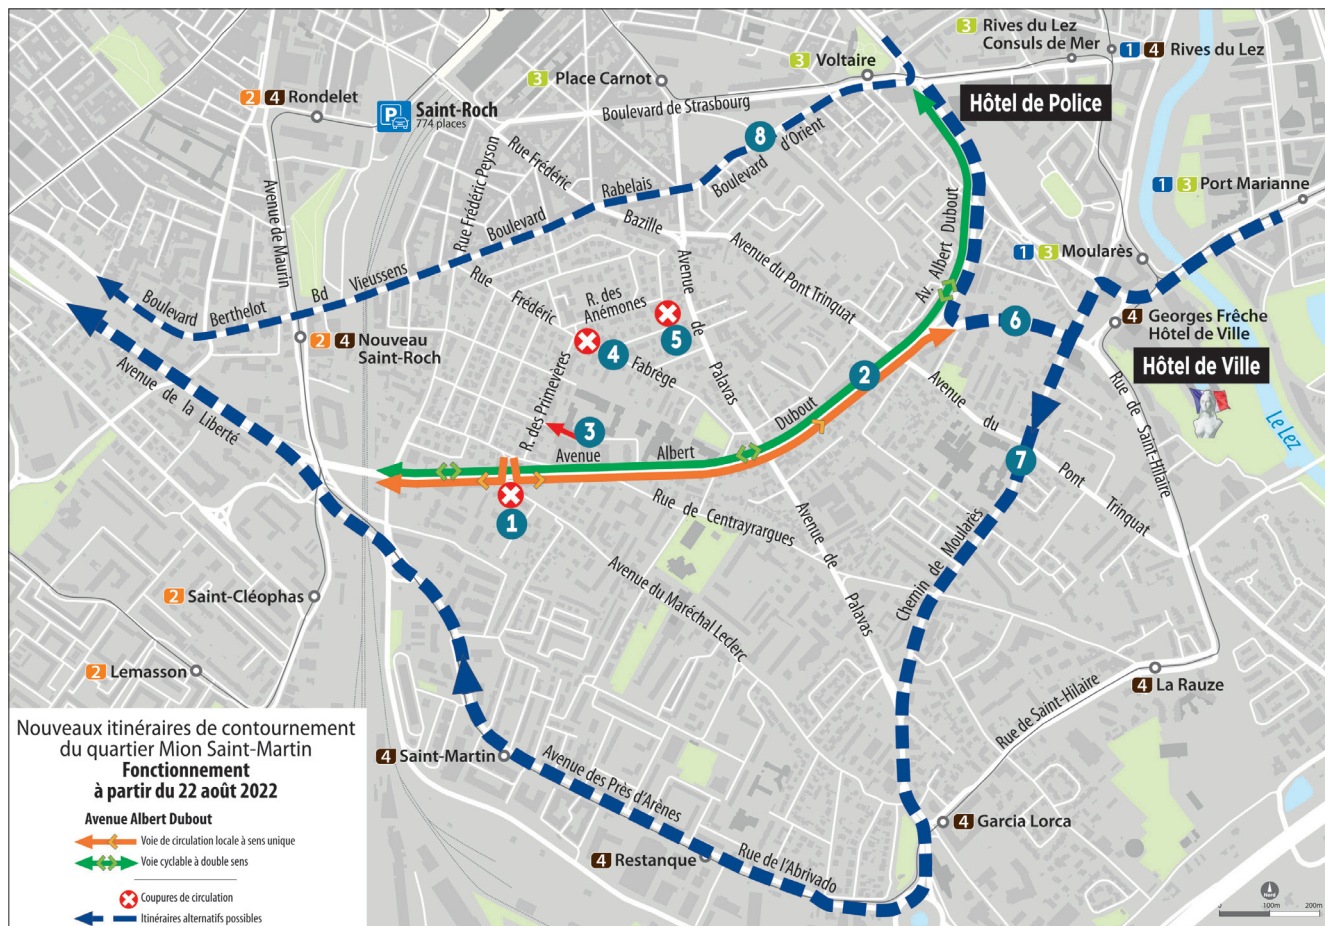 3 Rives du Lez
Consuls de Mer
1 4 Rives du Lez
3 Voltaire
3 Place Carnot
2 4 Rondelet
P
Saint-Roch
774 places
Boulevard de Strasbourg
Hôtel de Police
8
Boulevard d'Orient
Rue Frédéric
Bazille
Rue Frédéric Peyson
Rabelais
Boulevard
Avenue de Maurin
1 3 Port Marianne
Avenue du Pont Trinquat
Av. Albert Dubout
1 3 Moularès
Vieussens
Bd
Berthelot
Boulevard
Rue
Frédéric
Fabrège
R. des
Anémones
Avenue
de
Palavas
5
4
6
4 Georges Frêche
Hôtel de Ville
Hôtel de Ville
2 4 Nouveau
Saint-Roch
Avenue de la Liberté
R. des Primevères
3
2
Avenue
Albert
Dubout
Avenue du
Pont
Trinquat
Rue de Saint-Hilaire
Le Lez
7
1
Rue de Centrayrargues
Avenue de
Palavas
Chemin de Moularès
Avenue du Maréchal Leclerc
2 Saint-Cléophas
2 Lemasson
4 La Rauze
Rue de Saint-Hilaire
4 Saint-Martin
Avenue des Près d'Arènes
4 Garcia Lorca
4 Restanque
Rue de l'Abrivado
Nouveaux itinéraires de contournement
du quartier Mion Saint-Martin
Fonctionnement
à partir du 22 août 2022
Avenue Albert Dubout
Voie de circulation locale à sens unique
Voie cyclable à double sens
Coupures de circulation
Itinéraires alternatifs possibles
Nord
0 100m 200m